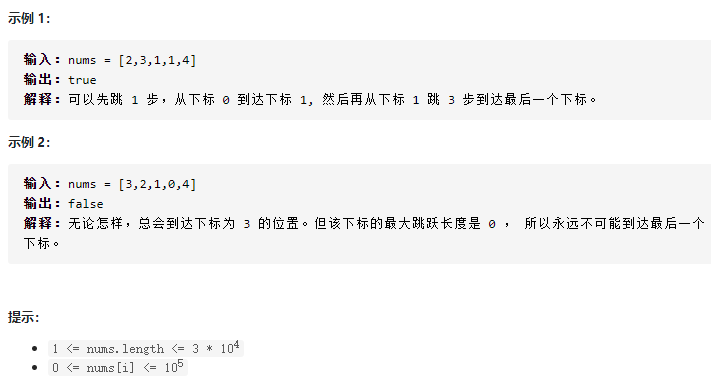 示例 1：
输入：nums = [2,3,1,1,4]
输出：true
解释：可以先跳 1 步，从下标 0 到达下标 1, 然后再从下标 1 跳 3 步到达最后一个下标。
示例 2：
输入：nums = [3,2,1,0,4]
输出：false
解释：无论怎样，总会到达下标为 3 的位置。但该下标的最大跳跃长度是 0 ， 所以永远不可能到达最后一个
下标。
提示：
• 1 <= nums.length <= 3 * 10⁴
• 0 <= nums[i] <= 10⁵